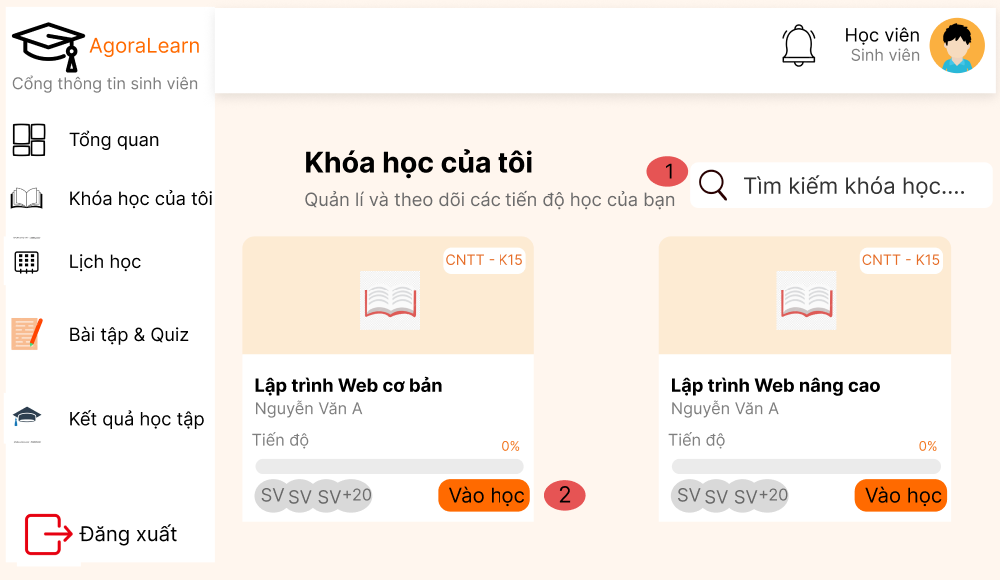 AgoraLearn
Cổng thông tin sinh viên
Tổng quan
Khóa học của tôi
Lịch học
Bài tập & Quiz
Kết quả học tập
Đăng xuất
Học viên
Sinh viên
Khóa học của tôi
Quản lí và theo dõi các tiến độ học của bạn
1
Tìm kiếm khóa học....
CNTT - K15
Lập trình Web cơ bản
Nguyễn Văn A
Tiến độ
0%
SV SV SV +20
Vào học
2
CNTT - K15
Lập trình Web nâng cao
Nguyễn Văn A
Tiến độ
0%
SV SV SV +20
Vào học